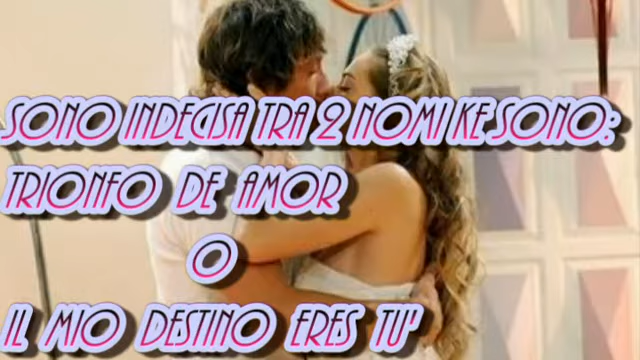 SONO INDECISA TRA 2 NOMI KE SONO:
TRIONFO DE AMOR
O
IL MIO DESTINO ERES TU'